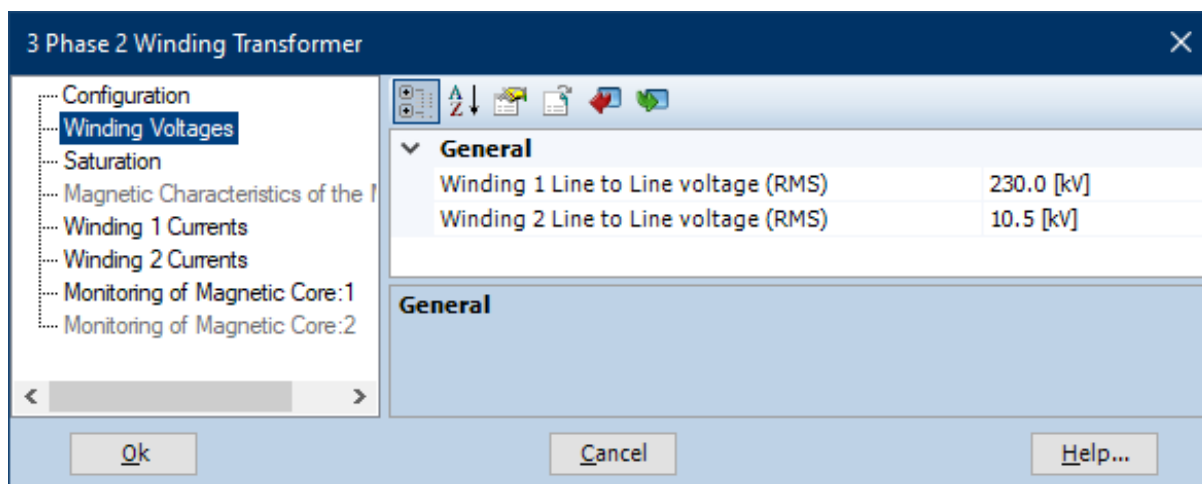 3 Phase 2 Winding Transformer
Configuration
Winding Voltages
Saturation
Magnetic Characteristics of the
Winding 1 Currents
Winding 2 Currents
Monitoring of Magnetic Core:1
Monitoring of Magnetic Core:2
General
Winding 1 Line to Line voltage (RMS) 230.0 [kV]
Winding 2 Line to Line voltage (RMS) 10.5 [kV]
General
Ok Cancel Help...